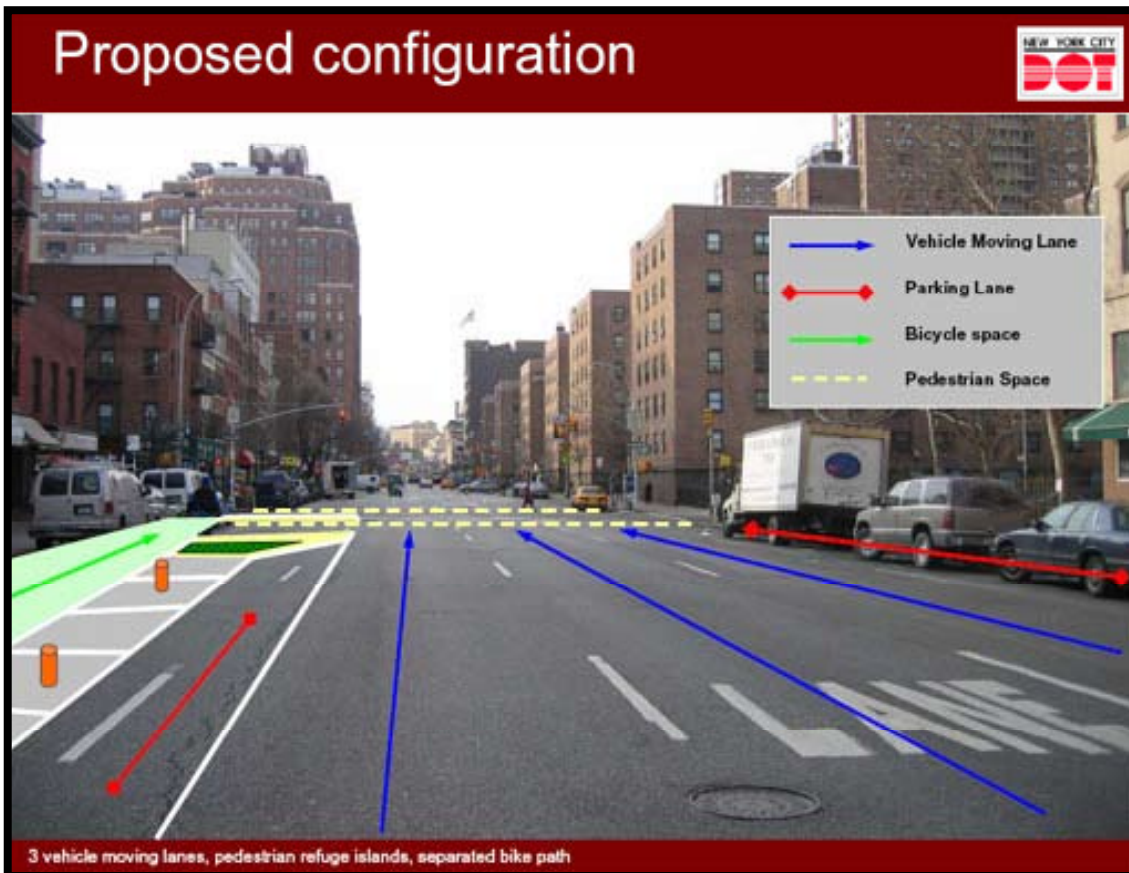 Proposed configuration
NEW YORK CITY
DOT
Vehicle Moving Lane
Parking Lane
Bicycle space
Pedestrian Space
LANE
3 vehicle moving lanes, pedestrian refuge islands, separated bike path